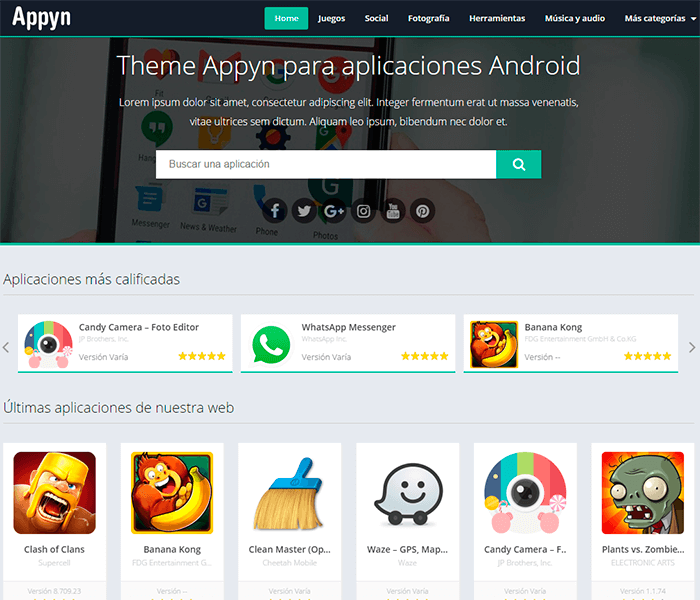 Appyn
Home Juegos Social Fotografía Herramientas Música y audio Más categorías
Theme Appyn para aplicaciones Android
Lorem ipsum dolor sit amet, consectetur adipiscing elit. Integer fermentum erat ut massa venenatis,
vitae ultrices sem dictum. Aliquam leo ipsum, bibendum nec dolor et.
Buscar una aplicación
Messenger News & Weather Phone Photos
Aplicaciones más calificadas
Candy Camera – Foto Editor
JP Brothers, Inc.
Versión Varía
WhatsApp Messenger
WhatsApp Inc.
Versión Varía
Banana Kong
FDG Entertainment GmbH & Co.KG
Versión --
Últimas aplicaciones de nuestra web
Clash of Clans
Supercell
Versión 8.709.23
Banana Kong
FDG Entertainment G...
Versión --
Clean Master (Op...
Cheetah Mobile
Versión Varía
Waze – GPS, Map...
Waze
Versión Varía
Candy Camera – F..
JP Brothers, Inc.
Versión Varía
Plants vs. Zombie...
ELECTRONIC ARTS
Versión 1.1.74